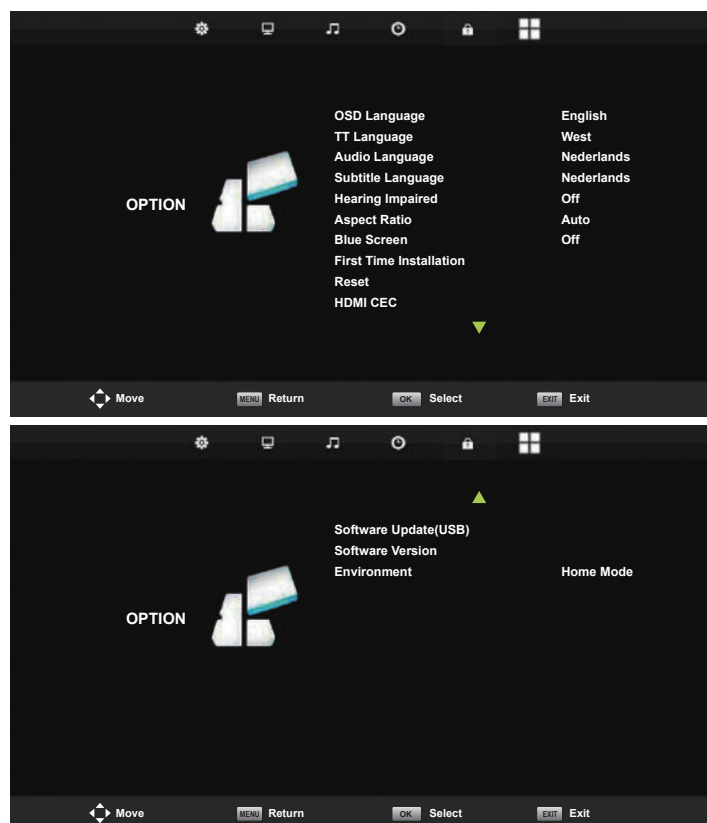 OSD Language English
TT Language West
Audio Language Nederlands
Subtitle Language Nederlands
Hearing Impaired Off
OPTION
Aspect Ratio Auto
Blue Screen Off
First Time Installation
Reset
HDMI CEC
Move MENU Return OK Select EXIT Exit
Software Update(USB)
Software Version
Environment Home Mode
OPTION
Move MENU Return OK Select EXIT Exit